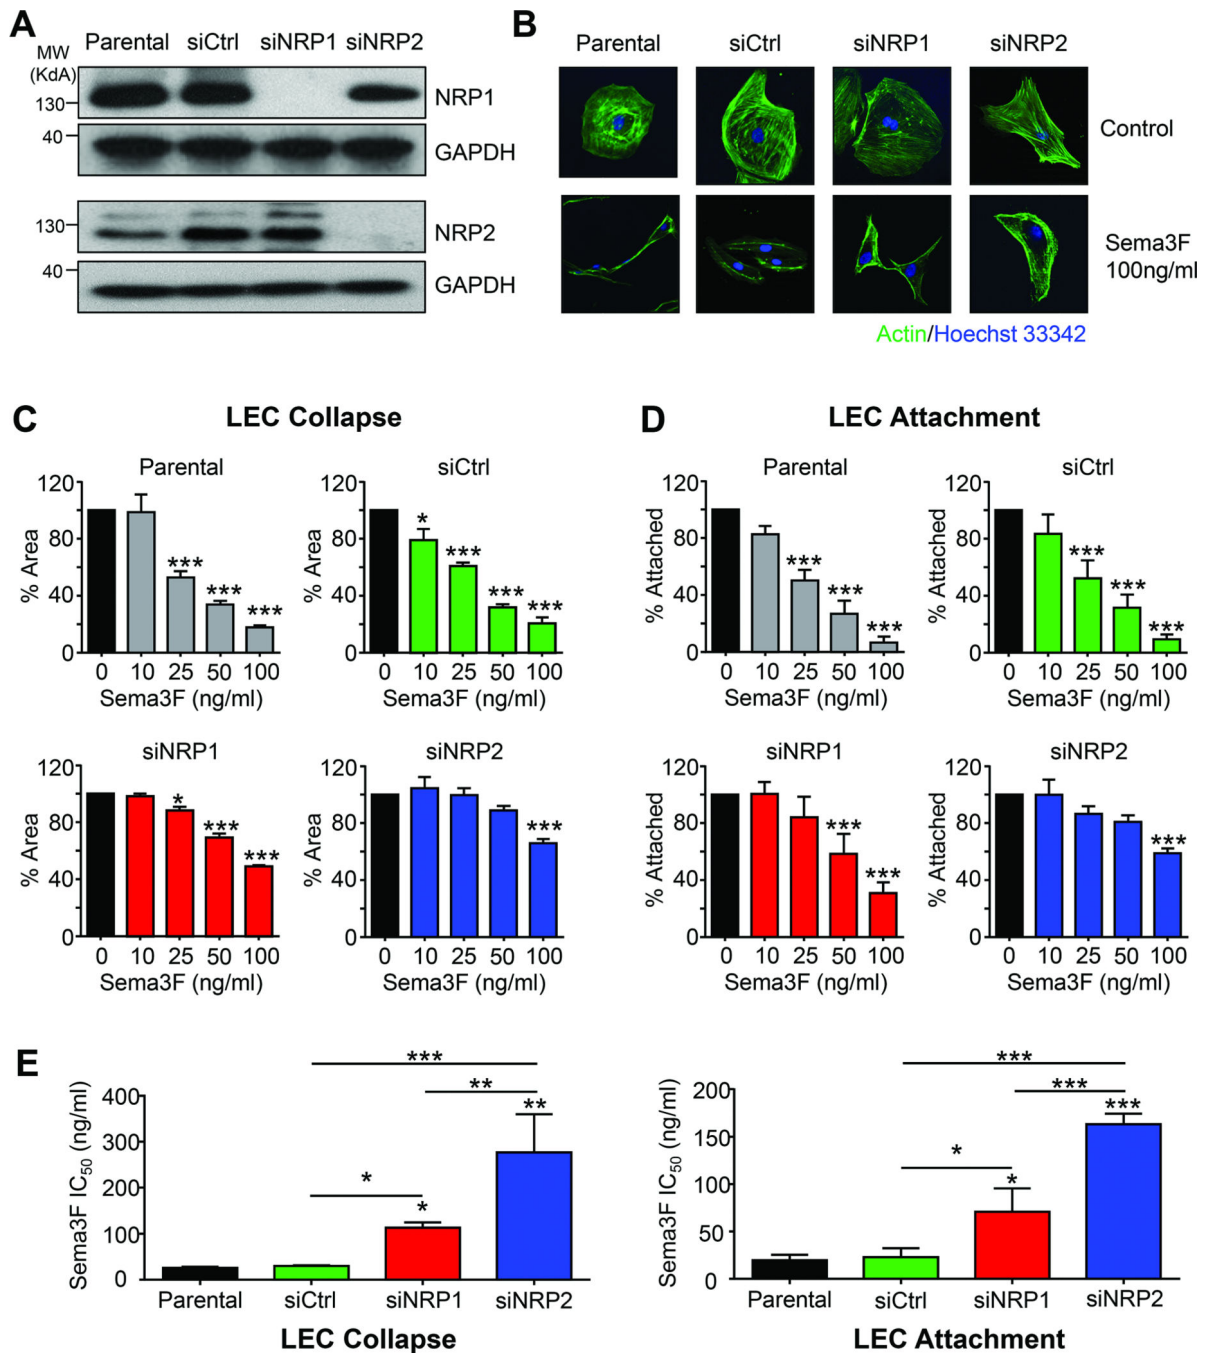 A
MW
(KdA)
Parental siCtrl siNRP1 siNRP2
130
NRP1
40
GAPDH
130
NRP2
40
GAPDH
B
Parental siCtrl siNRP1 siNRP2
Control
Sema3F
100ng/ml
Actin/Hoechst 33342
C
LEC Collapse
Parental
120
80
40
0
% Area
***
***
***
0 10 25 50 100
Sema3F (ng/ml)
siCtrl
120
80
40
0
% Area
*
***
***
***
0 10 25 50 100
Sema3F (ng/ml)
siNRP1
120
80
40
0
% Area
*
***
***
0 10 25 50 100
Sema3F (ng/ml)
siNRP2
120
80
40
0
% Area
***
0 10 25 50 100
Sema3F (ng/ml)
D
LEC Attachment
Parental
120
80
40
0
% Attached
***
***
***
0 10 25 50 100
Sema3F (ng/ml)
siCtrl
120
80
40
0
% Attached
***
***
***
0 10 25 50 100
Sema3F (ng/ml)
siNRP1
120
80
40
0
% Attached
***
***
0 10 25 50 100
Sema3F (ng/ml)
siNRP2
120
80
40
0
% Attached
***
0 10 25 50 100
Sema3F (ng/ml)
E
Sema3F IC50 (ng/ml)
400
300
200
100
0
***
**
**
*
*
Parental siCtrl siNRP1 siNRP2
LEC Collapse
Sema3F IC50 (ng/ml)
200
150
100
50
0
***
***
***
*
*
Parental siCtrl siNRP1 siNRP2
LEC Attachment